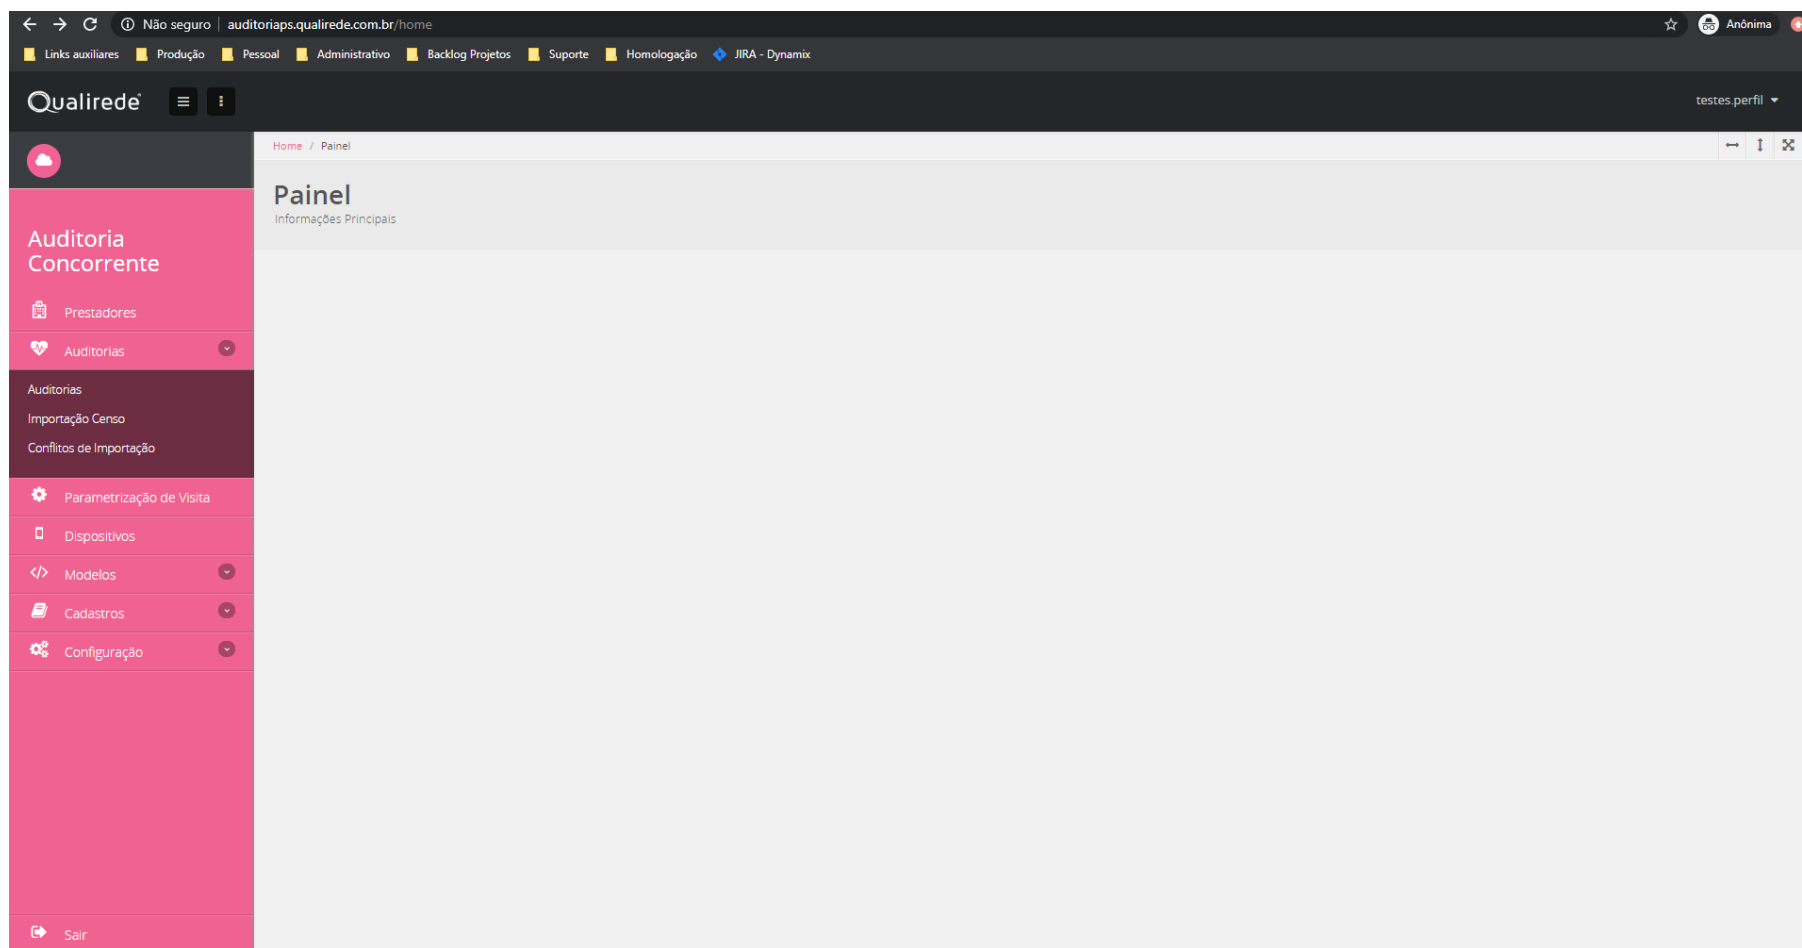 Não seguro | auditoriaps.qualirede.com.br/home
Anônima
Links auxiliares Produção Pessoal Administrativo Backlog Projetos Suporte Homologação JIRA - Dynamix
Qualirede
testes.perfil
Home / Painel
Painel
Informações Principais
Auditoria
Concorrente
Prestadores
Auditorias
Auditorias
Importação Censo
Conflitos de Importação
Parametrização de Visita
Dispositivos
Modelos
Cadastros
Configuração
Sair